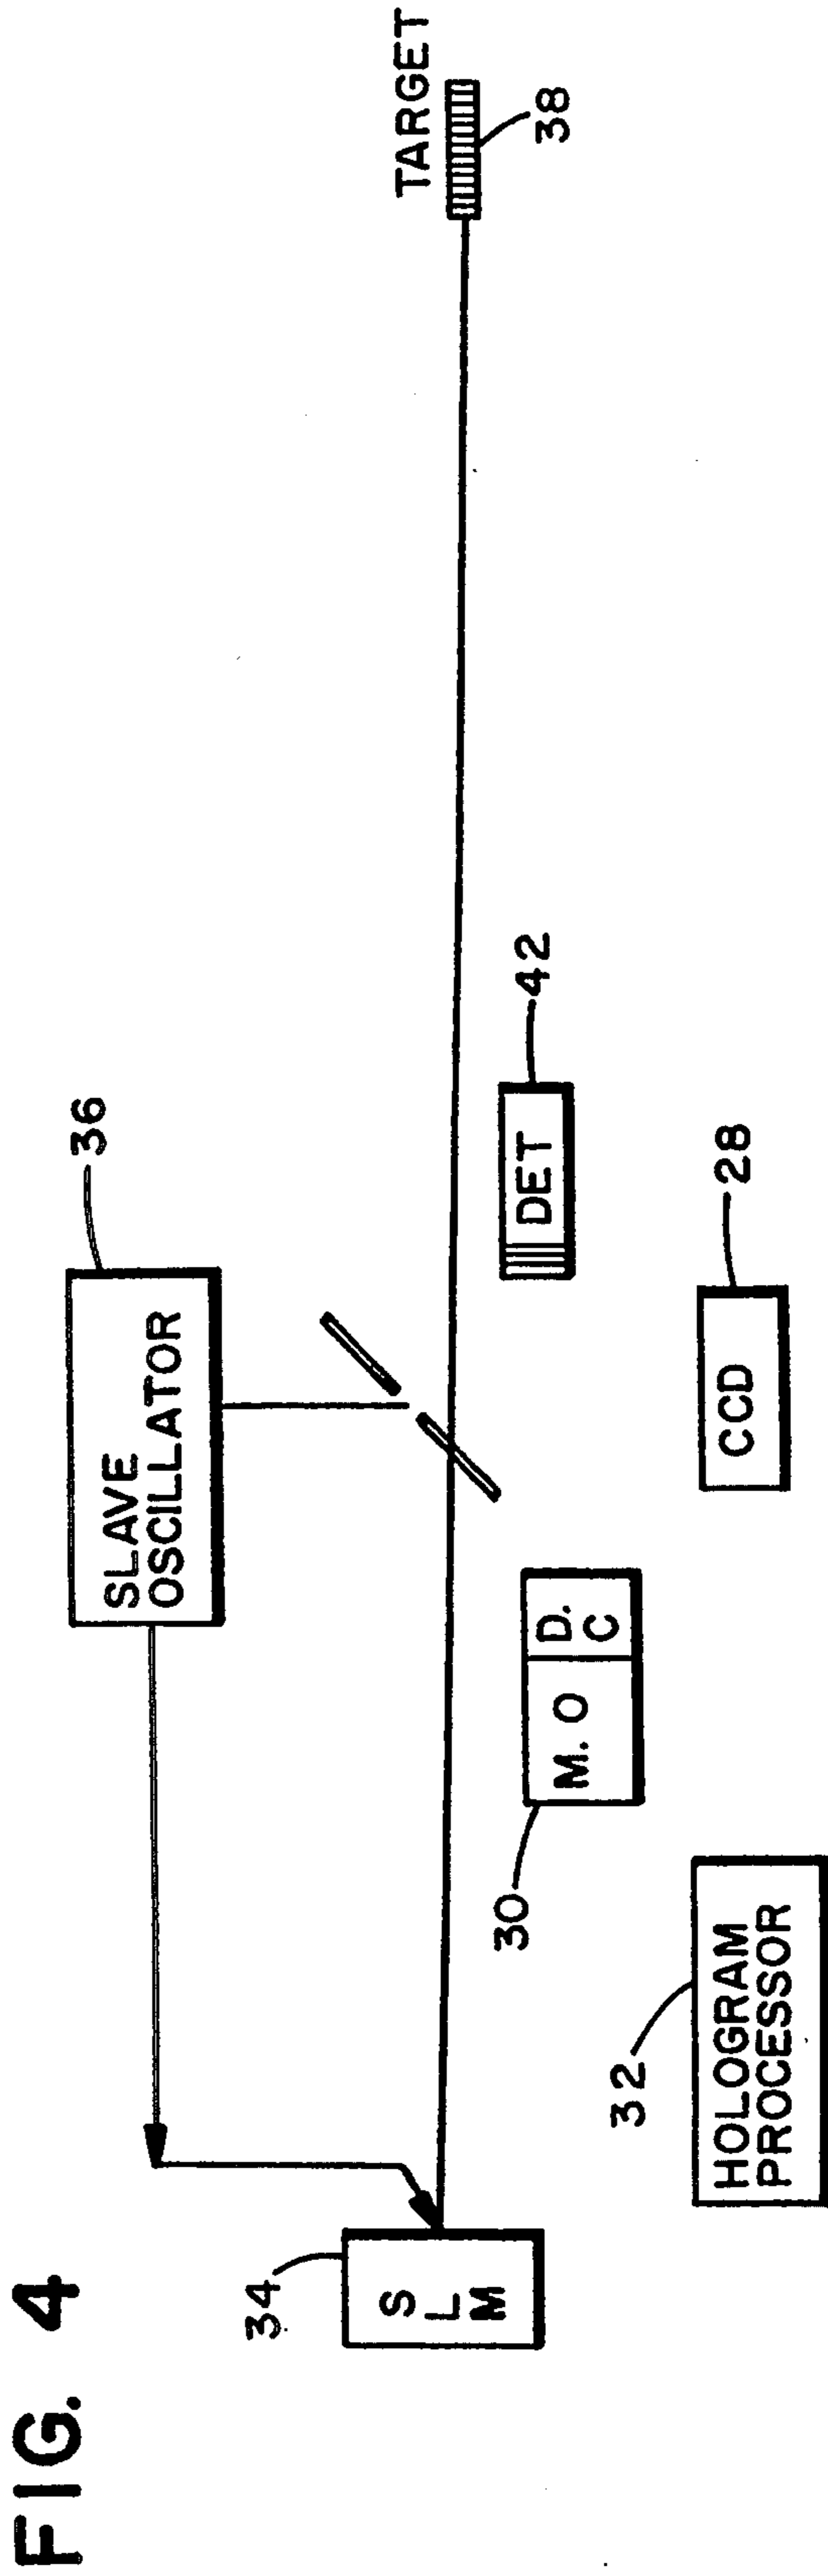 FIG. 4
SLAVE
OSCILLATOR
36
TARGET
38
34
S
L
M
DET
42
M. O
D.
C
30
CCD
28
32
HOLOGRAM
PROCESSOR